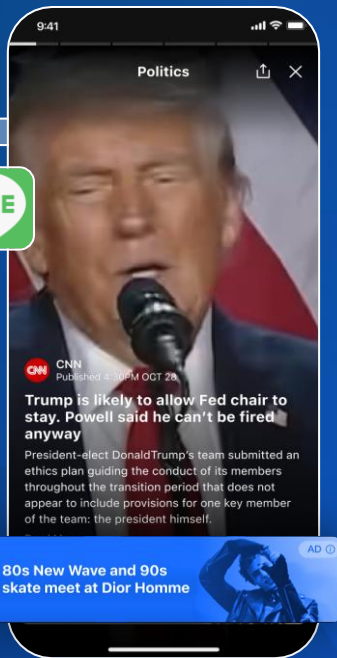 9:41
Politics
E
CNN
CNN
Published 4:30PM OCT 28
Trump is likely to allow Fed chair to
stay. Powell said he can't be fired
anyway
President-elect DonaldTrump's team submitted an
ethics plan guiding the conduct of its members
throughout the transition period that does not
appear to include provisions for one key member
of the team: the president himself.
AD
80s New Wave and 90s
skate meet at Dior Homme